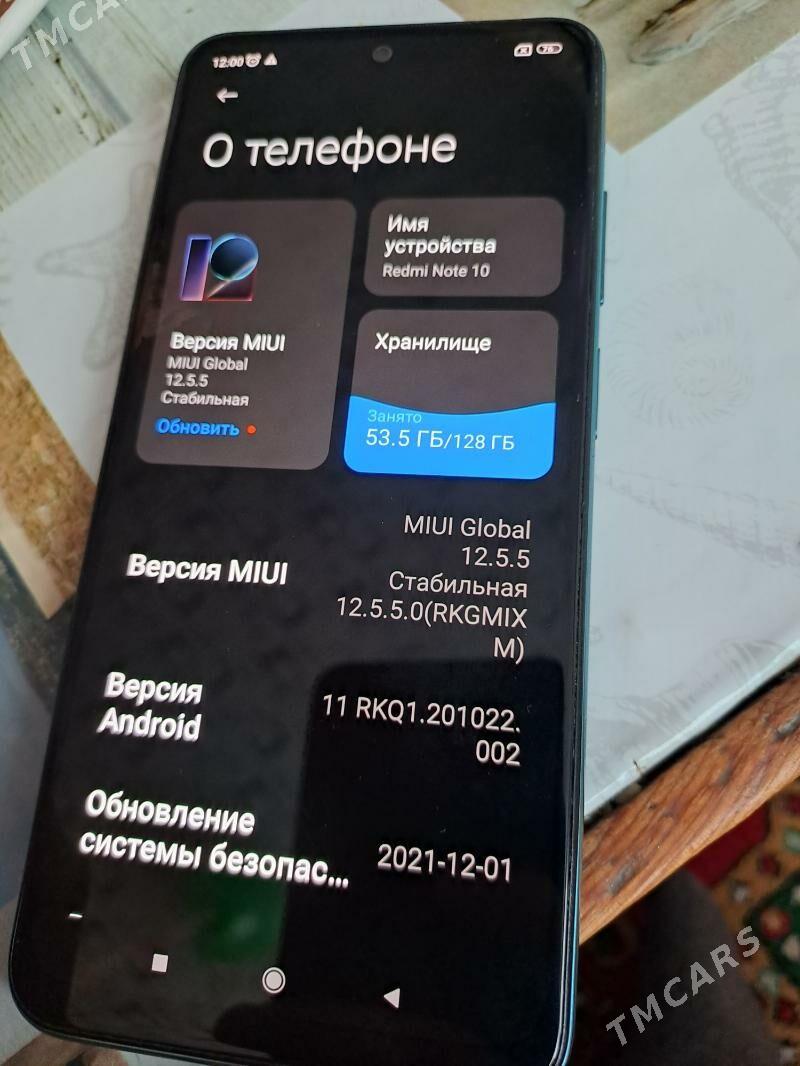 TMCARS
12:00
76
О телефоне
Имя
устройства
Redmi Note 10
Версия MIUI
MIUI Global
12.5.5
Стабильная
Обновить
Хранилище
Занято
53.5 ГБ/128 ГБ
Версия MIUI
MIUI Global
12.5.5
Стабильная
12.5.5.0(RKGMIX
M)
Версия
Android
11 RKQ1.201022.
002
Обновление
системы безопас...
2021-12-01
TMCARS